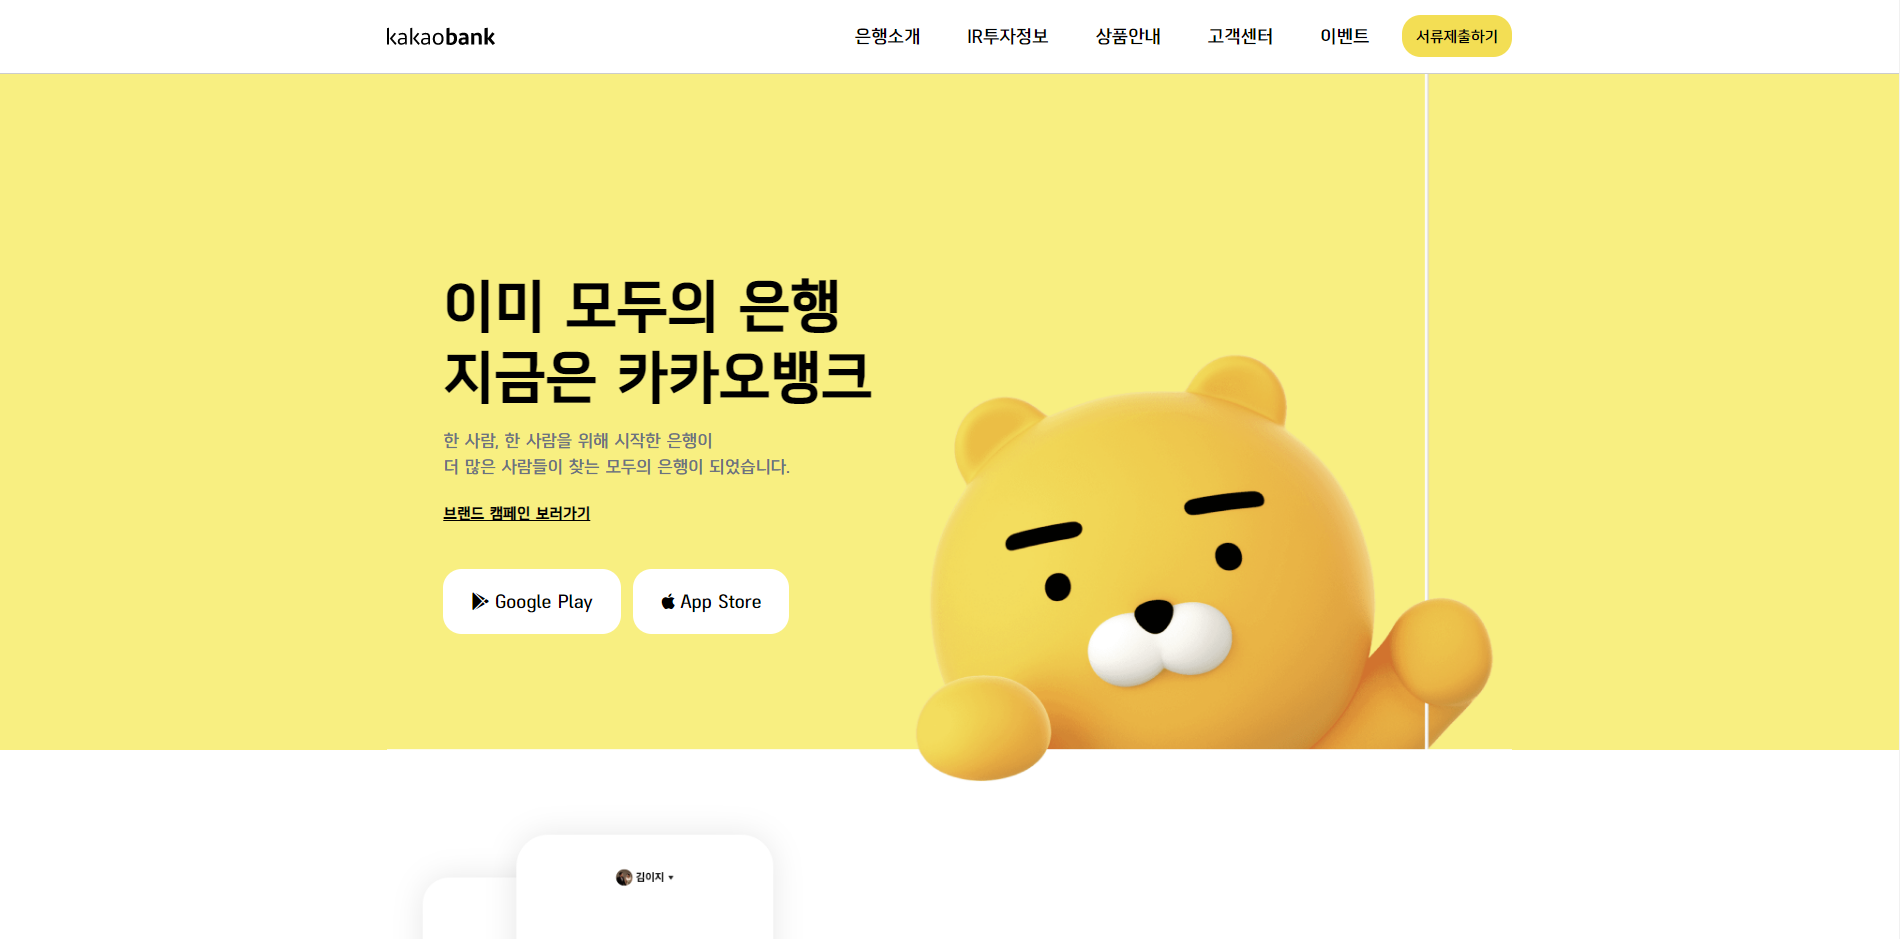 kakaobank
은행소개
IR투자정보
상품안내
고객센터
이벤트
서류제출하기
이미 모두의 은행
지금은 카카오뱅크
한 사람, 한 사람을 위해 시작한 은행이
더 많은 사람들이 찾는 모두의 은행이 되었습니다.
브랜드 캠페인 보러가기
Google Play
App Store
김이지